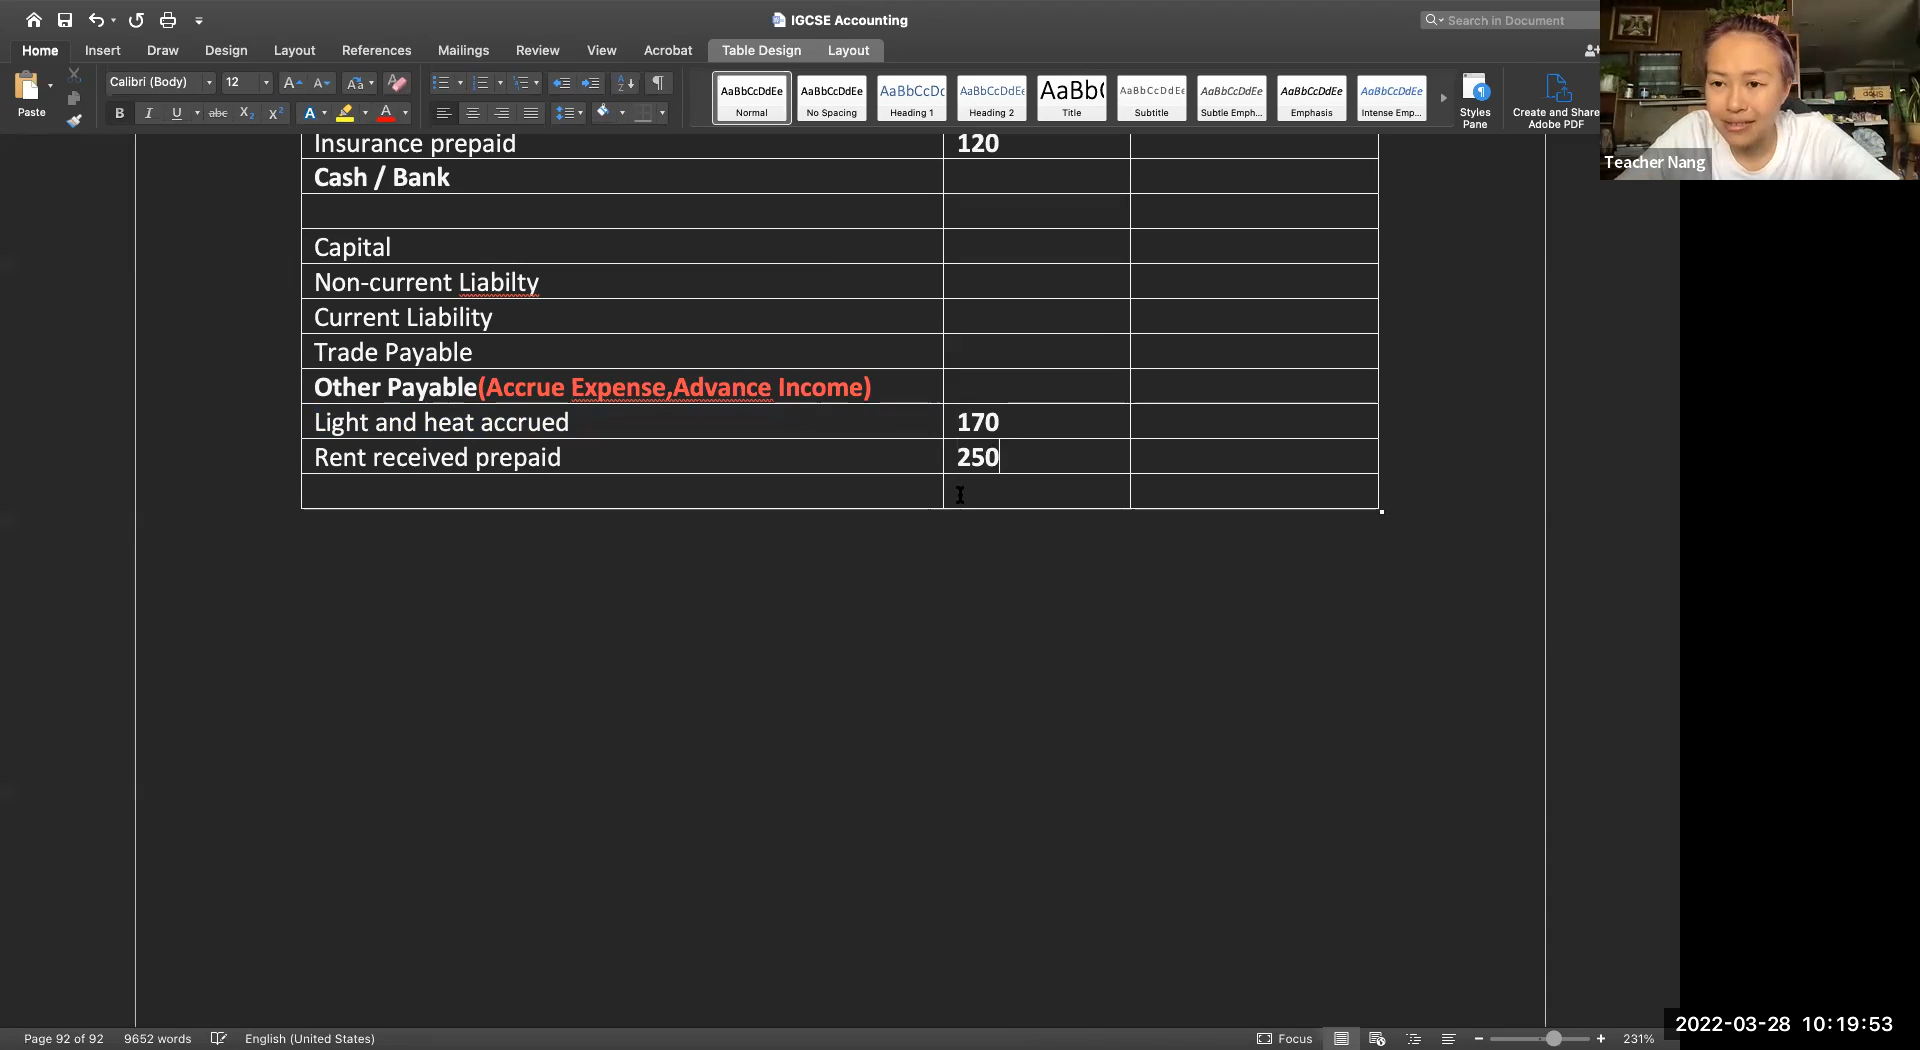 IGCSE Accounting
Search in Document
Home Insert Draw Design Layout References Mailings Review View Acrobat Table Design Layout
Paste
Calibri (Body) 12
AaBbCcDdEe AaBbCcDdEe AaBbCcDc AaBbCcDdEe AaBb( AaBbCcDdEe AaBbCcDdEe AaBbCcDdEe AaBbCcDdEe
Normal No Spacing Heading 1 Heading 2 Title Subtitle Subtle Emph... Emphasis Intense Emp...
Styles Pane
Create and Share Adobe PDF
Teacher Nang
Insurance prepaid 120
Cash / Bank
Capital
Non-current Liabilty
Current Liability
Trade Payable
Other Payable(Accrue Expense,Advance Income)
Light and heat accrued 170
Rent received prepaid 250
Page 92 of 92 9652 words English (United States) Focus 231%
2022-03-28 10:19:53